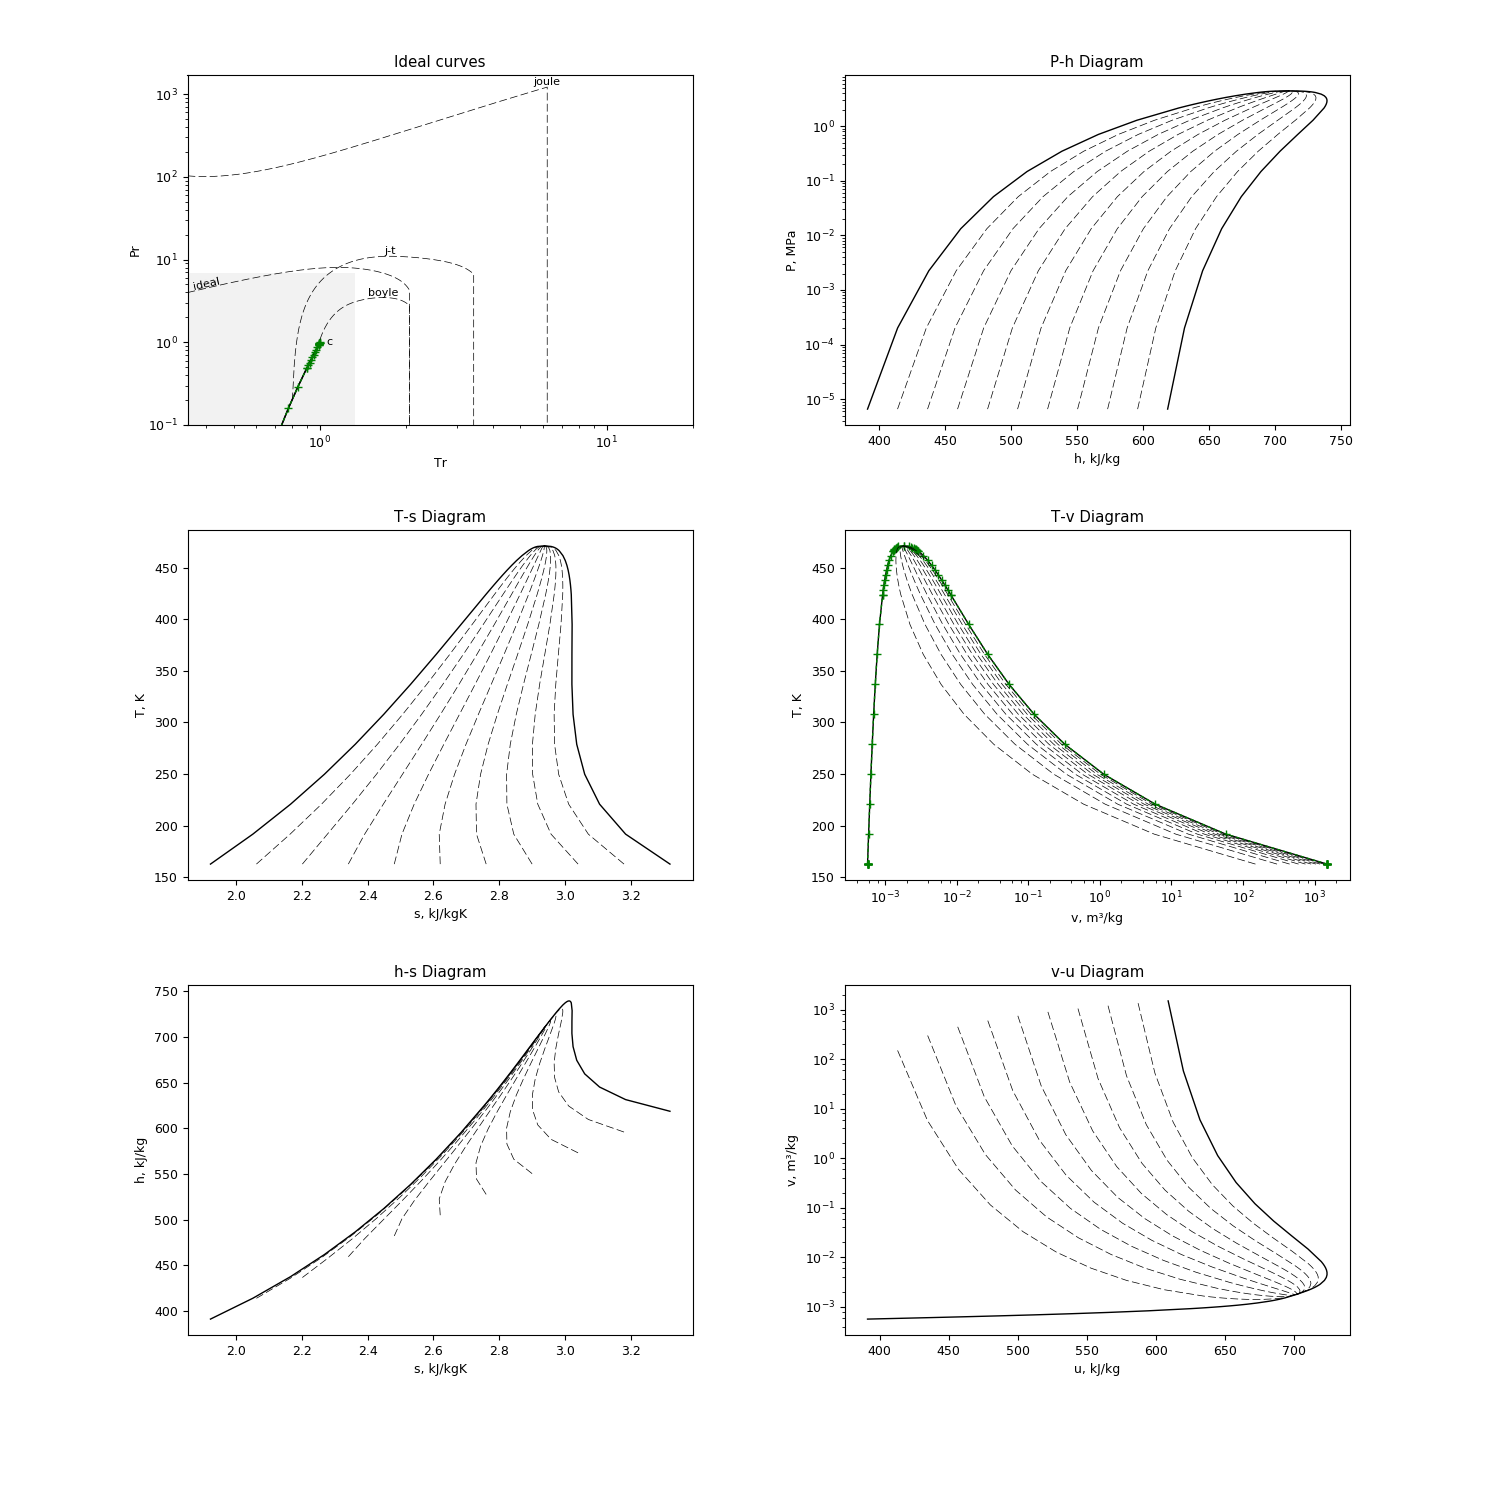 Ideal curves
10³
10²
10¹
10⁰
10⁻¹
Pr
joule
j-t
ideal
boyle
c
10⁰ 10¹
Tr
P-h Diagram
10⁰
10⁻¹
10⁻²
10⁻³
10⁻⁴
10⁻⁵
P, MPa
400 450 500 550 600 650 700 750
h, kJ/kg
T-s Diagram
450
400
350
300
250
200
150
T, K
2.0 2.2 2.4 2.6 2.8 3.0 3.2
s, kJ/kgK
T-v Diagram
450
400
350
300
250
200
150
T, K
10⁻³ 10⁻² 10⁻¹ 10⁰ 10¹ 10² 10³
v, m³/kg
h-s Diagram
750
700
650
600
550
500
450
400
h, kJ/kg
2.0 2.2 2.4 2.6 2.8 3.0 3.2
s, kJ/kgK
v-u Diagram
10³
10²
10¹
10⁰
10⁻¹
10⁻²
10⁻³
v, m³/kg
400 450 500 550 600 650 700
u, kJ/kg